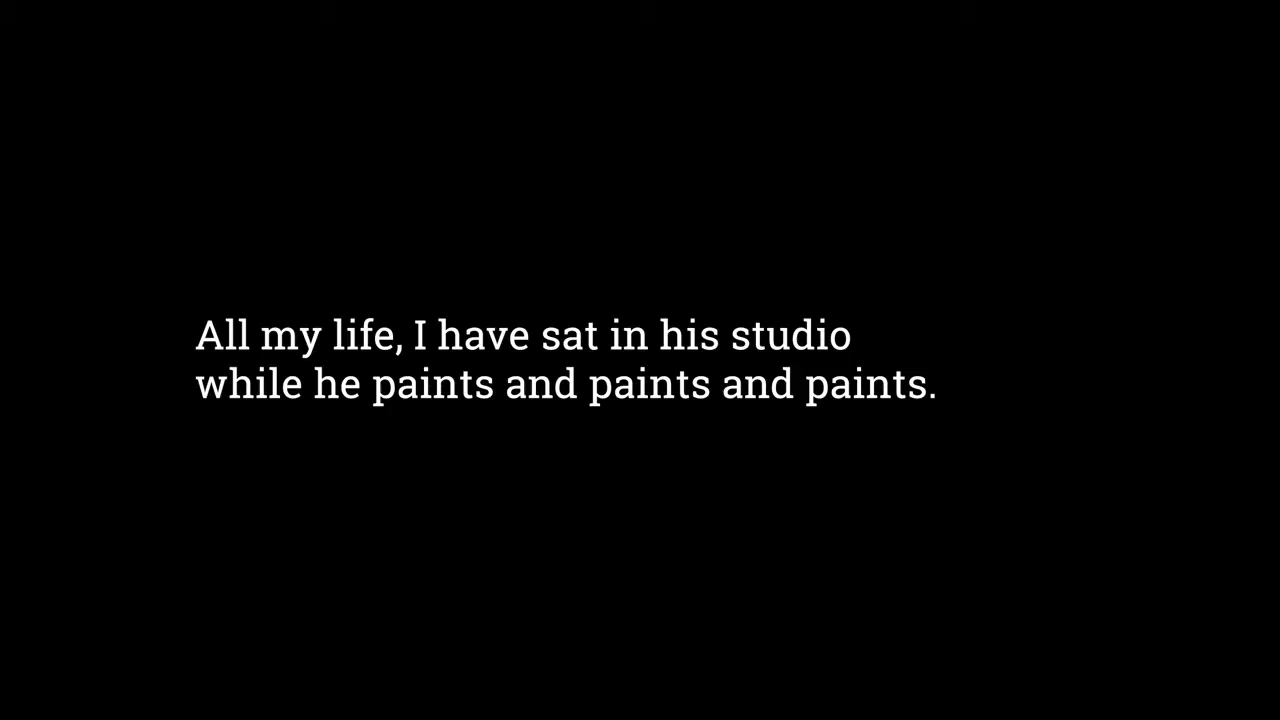 All my life, I have sat in his studio
while he paints and paints and paints.